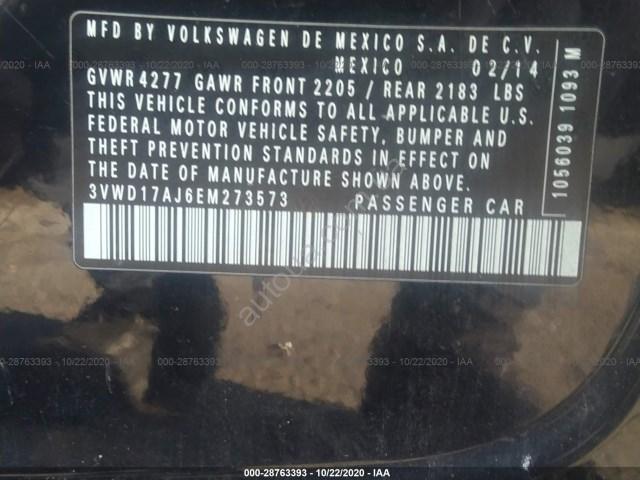 MFD BY VOLKSWAGEN DE MEXICO S.A. DE C.V.
MEXICO 02/14
GVWR 4277 GAWR FRONT 2205 / REAR 2183 LBS
THIS VEHICLE CONFORMS TO ALL APPLICABLE U.S.
FEDERAL MOTOR VEHICLE SAFETY, BUMPER AND
THEFT PREVENTION STANDARDS IN EFFECT ON
THE DATE OF MANUFACTURE SHOWN ABOVE.
3VWD17AJ6EM273573 PASSENGER CAR
1056039 1093 M
000-28763393 - 10/22/2020 - IAA